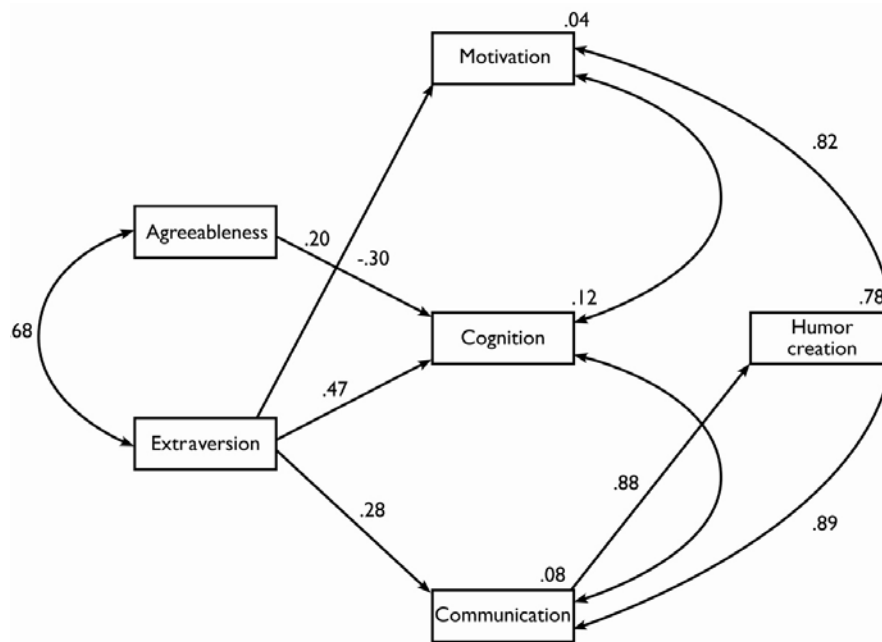 .04
Motivation
.82
Agreeableness
.20
-.30
.12
.78
68
Cognition
Humor
creation
.47
Extraversion
.28
.88
.89
.08
Communication